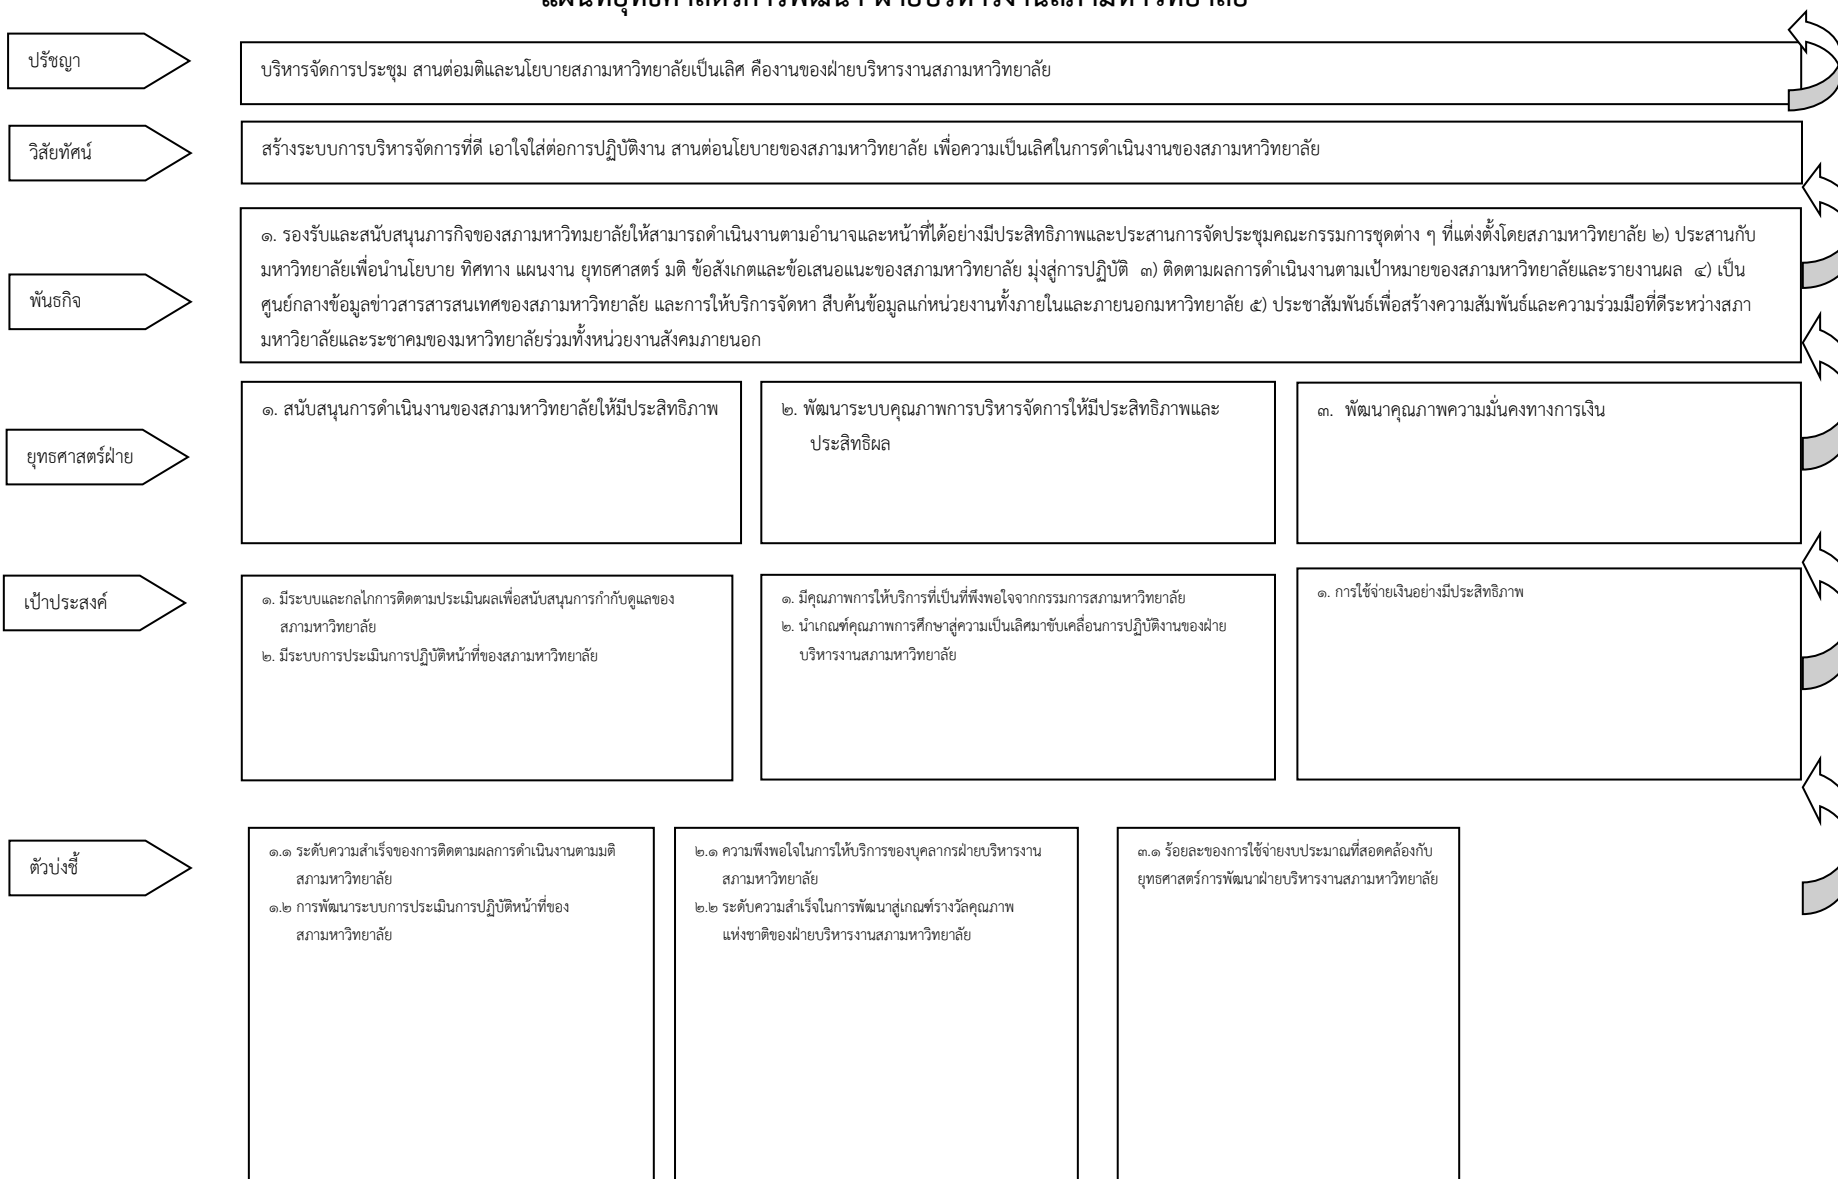 แผนที่ยุทธศาสตร์การพัฒนา ฝ่ายบริหารงานสภามหาวิทยาลัย
ปรัชญา
บริหารจัดการประชุม สานต่อมติและนโยบายสภามหาวิทยาลัยเป็นเลิศ คืองานของฝ่ายบริหารงานสภามหาวิทยาลัย
วิสัยทัศน์
สร้างระบบการบริหารจัดการที่ดี เอาใจใส่ต่อการปฏิบัติงาน สานต่อนโยบายของสภามหาวิทยาลัย เพื่อความเป็นเลิศในการดำเนินงานของสภามหาวิทยาลัย
พันธกิจ
๑. รองรับและสนับสนุนภารกิจของสภามหาวิทมยาลัยให้สามารถดำเนินงานตามอำนาจและหน้าที่ได้อย่างมีประสิทธิภาพและประสานการจัดประชุมคณะกรรมการชุดต่าง ๆ ที่แต่งตั้งโดยสภามหาวิทยาลัย ๒) ประสานกับ
มหาวิทยาลัยเพื่อนำนโยบาย ทิศทาง แผนงาน ยุทธศาสตร์ มติ ข้อสังเกตและข้อเสนอแนะของสภามหาวิทยาลัย มุ่งสู่การปฏิบัติ ๓) ติดตามผลการดำเนินงานตามเป้าหมายของสภามหาวิทยาลัยและรายงานผล ๔) เป็น
ศูนย์กลางข้อมูลข่าวสารสารสนเทศของสภามหาวิทยาลัย และการให้บริการจัดหา สืบค้นข้อมูลแก่หน่วยงานทั้งภายในและภายนอกมหาวิทยาลัย ๕) ประชาสัมพันธ์เพื่อสร้างความสัมพันธ์และความร่วมมือที่ดีระหว่างสภา
มหาวิยาลัยและระชาคมของมหาวิทยาลัยร่วมทั้งหน่วยงานสังคมภายนอก
ยุทธศาสตร์ฝ่าย
๑. สนับสนุนการดำเนินงานของสภามหาวิทยาลัยให้มีประสิทธิภาพ
๒. พัฒนาระบบคุณภาพการบริหารจัดการให้มีประสิทธิภาพและ
ประสิทธิผล
๓. พัฒนาคุณภาพความมั่นคงทางการเงิน
เป้าประสงค์
๑. มีระบบและกลไกการติดตามประเมินผลเพื่อสนับสนุนการกำกับดูแลของ
สภามหาวิทยาลัย
๒. มีระบบการประเมินการปฏิบัติหน้าที่ของสภามหาวิทยาลัย
๑. มีคุณภาพการให้บริการที่เป็นที่พึงพอใจจากกรรมการสภามหาวิทยาลัย
๒. นำเกณฑ์คุณภาพการศึกษาสู่ความเป็นเลิศมาขับเคลื่อนการปฏิบัติงานของฝ่าย
บริหารงานสภามหาวิทยาลัย
๑. การใช้จ่ายเงินอย่างมีประสิทธิภาพ
ตัวบ่งชี้
๑.๑ ระดับความสำเร็จของการติดตามผลการดำเนินงานตามมติ
สภามหาวิทยาลัย
๑.๒ การพัฒนาระบบการประเมินการปฏิบัติหน้าที่ของ
สภามหาวิทยาลัย
๒.๑ ความพึงพอใจในการให้บริการของบุคลากรฝ่ายบริหารงาน
สภามหาวิทยาลัย
๒.๒ ระดับความสำเร็จในการพัฒนาสู่เกณฑ์รางวัลคุณภาพ
แห่งชาติของฝ่ายบริหารงานสภามหาวิทยาลัย
๓.๑ ร้อยละของการใช้จ่ายงบประมาณที่สอดคล้องกับ
ยุทธศาสตร์การพัฒนาฝ่ายบริหารงานสภามหาวิทยาลัย